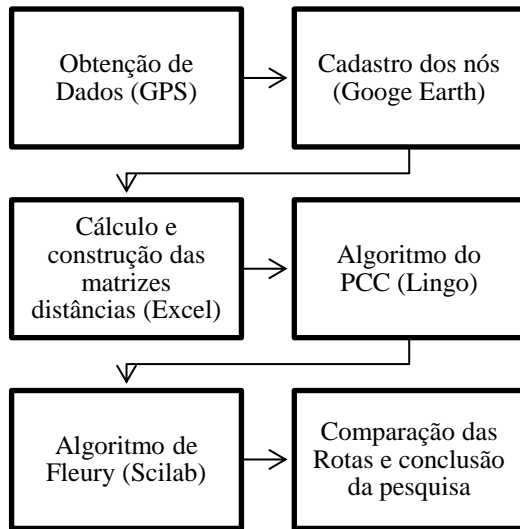 Obtenção de
Dados (GPS)
Cadastro dos nós
(Googe Earth)
Cálculo e
construção das
matrizes
distâncias (Excel)
Algoritmo do
PCC (Lingo)
Algoritmo de
Fleury (Scilab)
Comparação das
Rotas e conclusão
da pesquisa